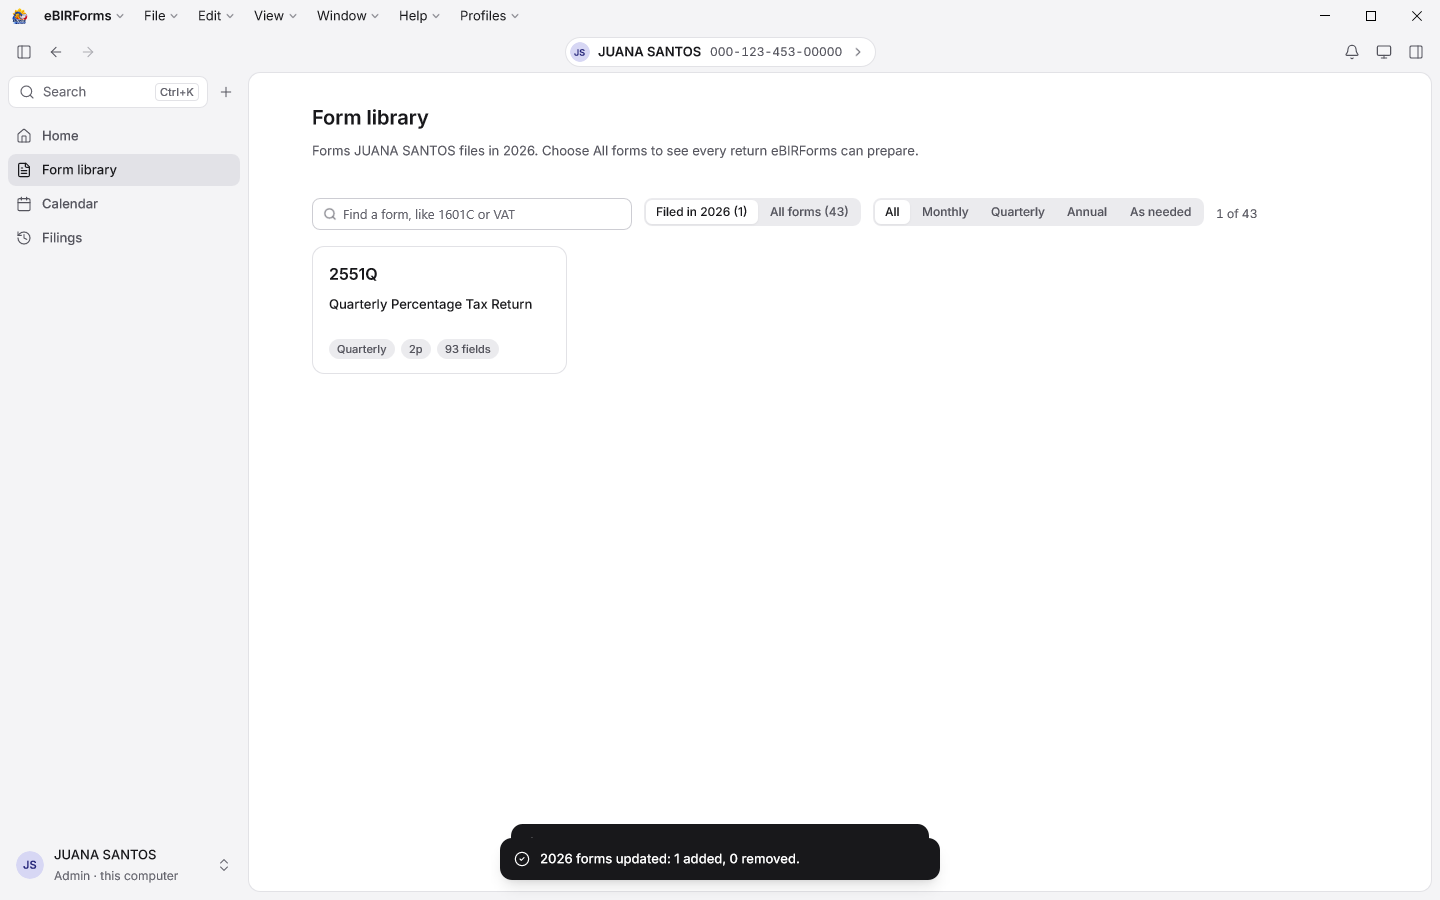 eBIRForms File Edit View Window Help Profiles
JS JUANA SANTOS 000-123-453-00000
Search Ctrl+K
Home
Form library
Calendar
Filings
Form library
Forms JUANA SANTOS files in 2026. Choose All forms to see every return eBIRForms can prepare.
Find a form, like 1601C or VAT
Filed in 2026 (1) All forms (43)
All Monthly Quarterly Annual As needed
1 of 43
2551Q
Quarterly Percentage Tax Return
Quarterly 2p 93 fields
2026 forms updated: 1 added, 0 removed.
JS JUANA SANTOS
Admin · this computer